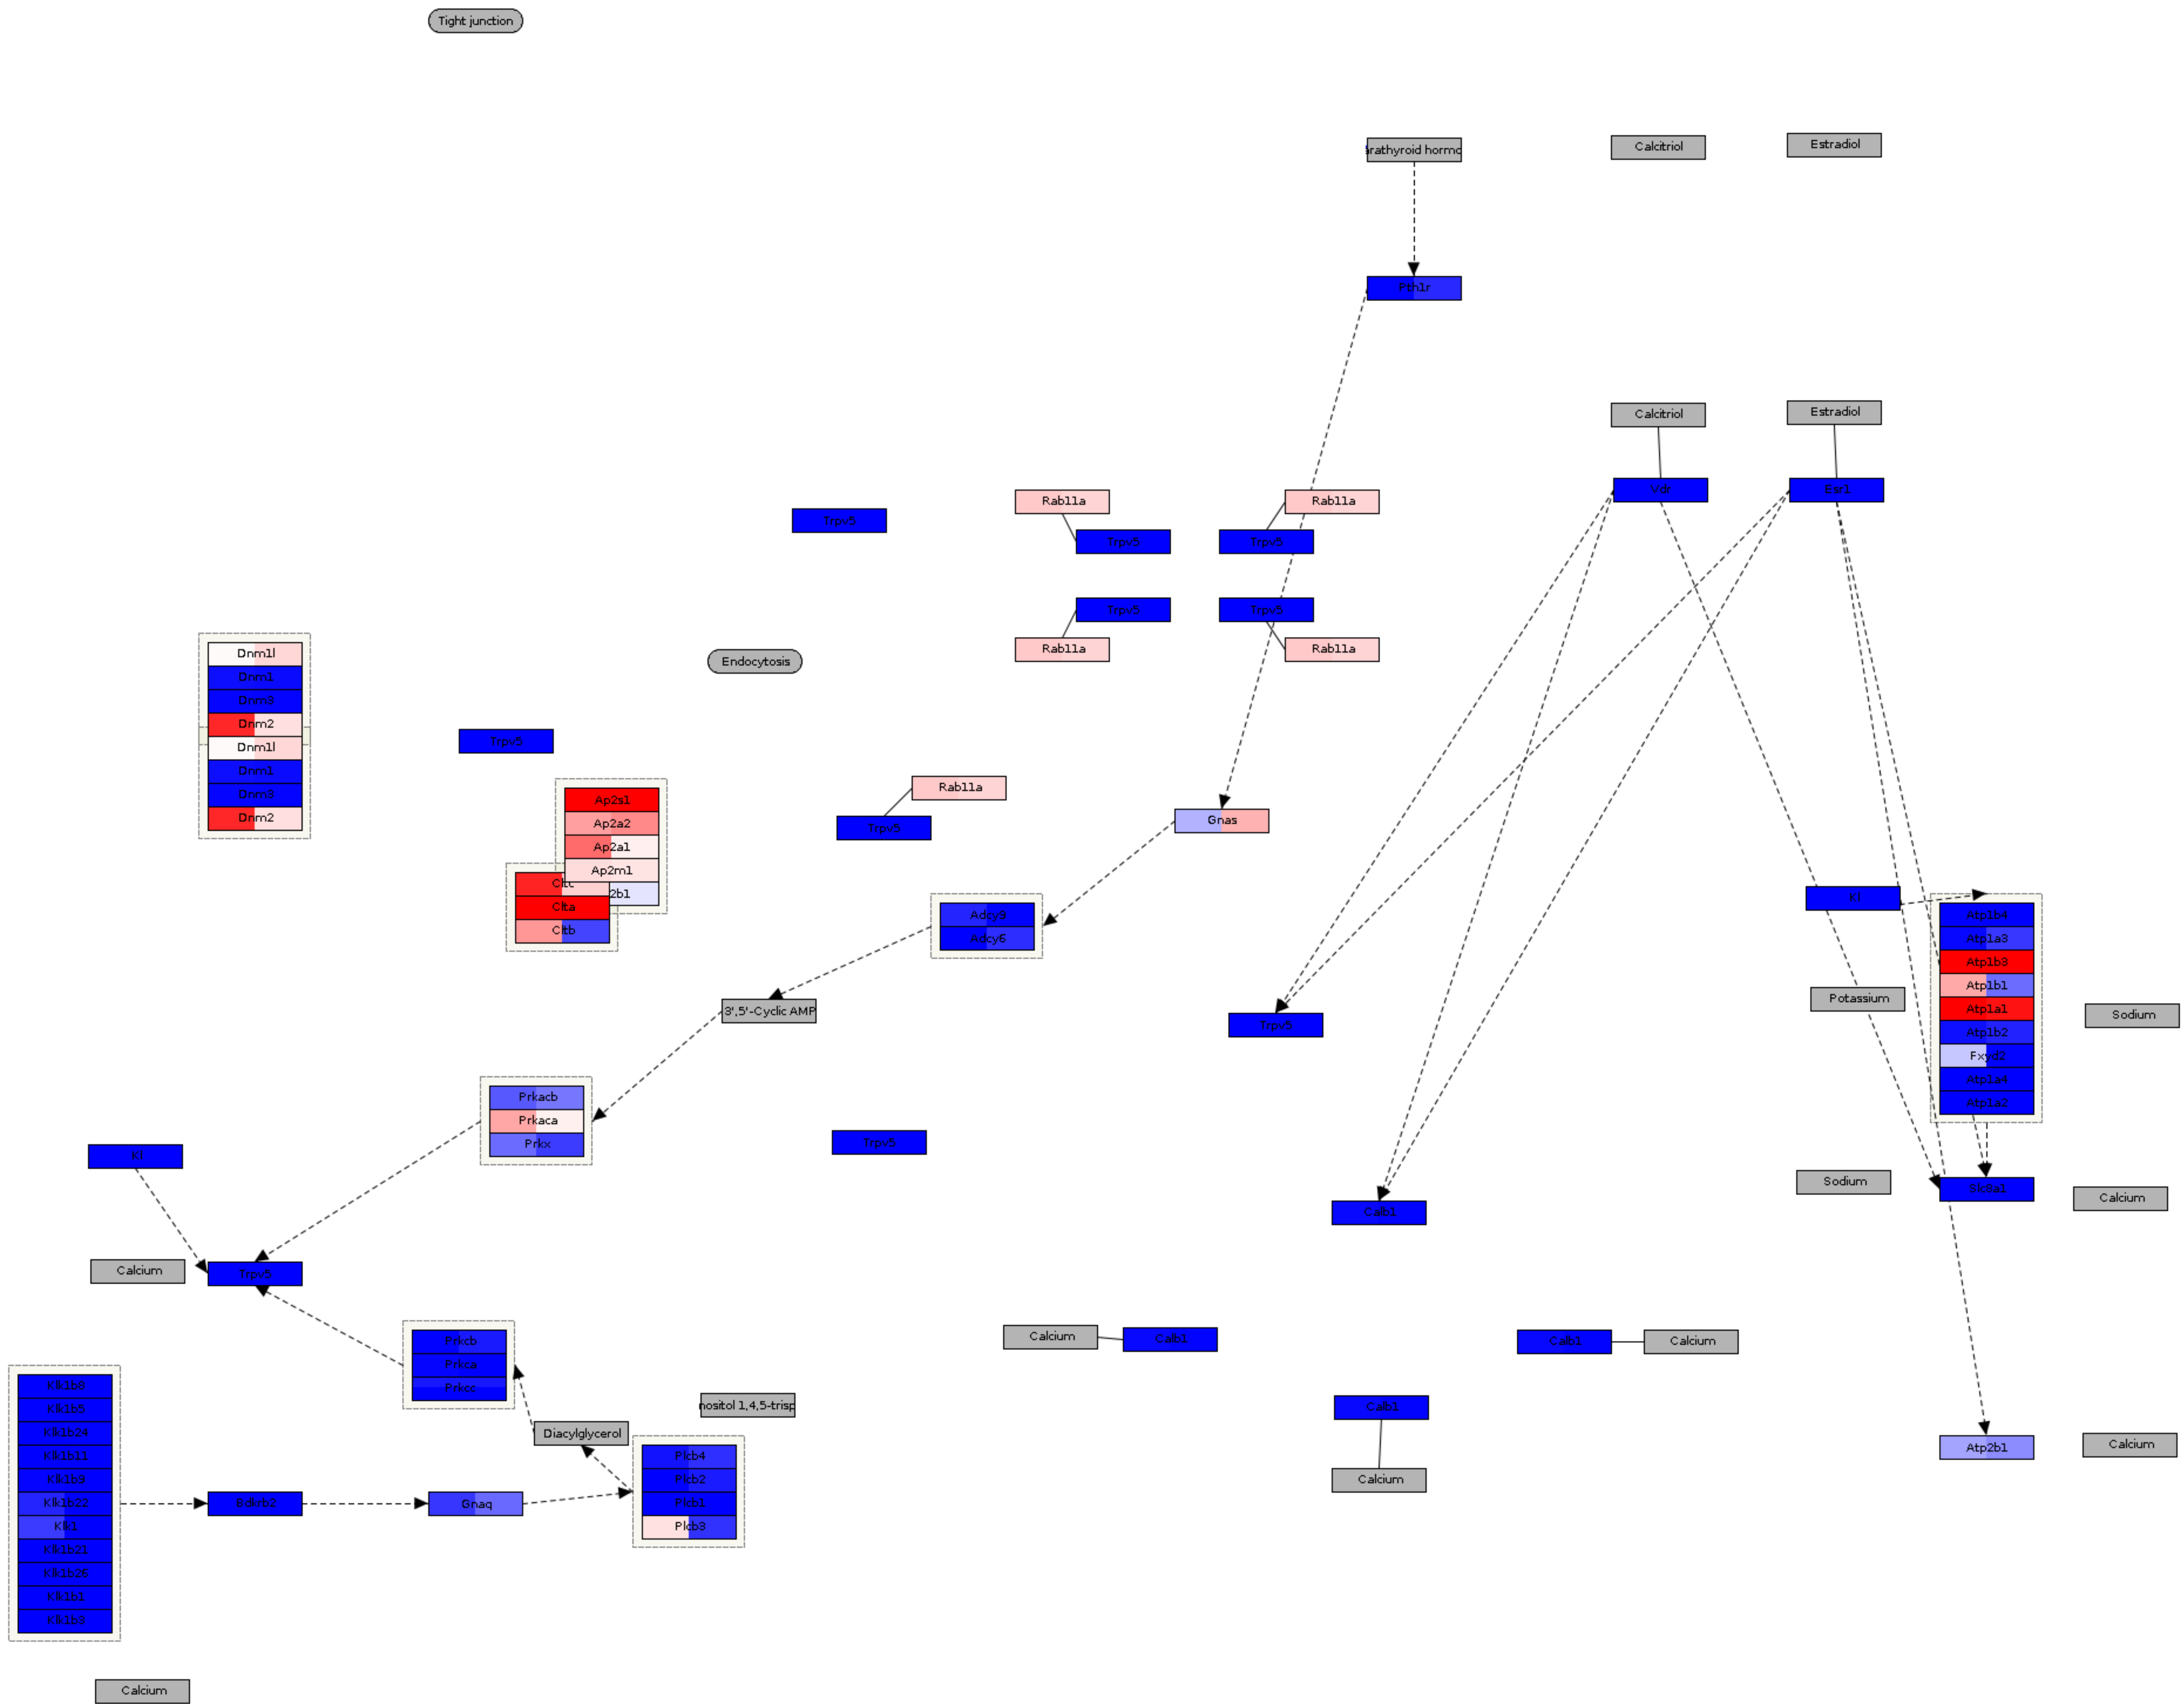 Tight junction
arathyroid hormo
Calcitriol
Estradiol
Pth1r
Calcitriol
Estradiol
Vdr
Esr1
Rab11a
Rab11a
Trpv5
Trpv5
Trpv5
Trpv5
Trpv5
Rab11a
Rab11a
Endocytosis
Dnm1l
Dnm1
Dnm3
Dnm2
Dnm1l
Dnm1
Dnm3
Dnm2
Trpv5
Ap2s1
Ap2a2
Ap2a1
Ap2m1
2b1
Cltc
Clta
Cltb
Rab11a
Trpv5
Gnas
Adcy9
Adcy6
Kl
Atp1b4
Atp1a3
Atp1b3
Atp1b1
Atp1a1
Atp1b2
Fxyd2
Atp1a4
Atp1a2
Potassium
Sodium
3',5'-Cyclic AMP
Trpv5
Prkacb
Prkaca
Prkx
Trpv5
Kl
Sodium
Slc8a1
Calcium
Calb1
Calcium
Trpv5
Prkcb
Prkca
Prkcc
Calcium
Calb1
Calb1
Calcium
Klk1b8
Klk1b5
Klk1b24
Klk1b11
Klk1b9
Klk1b22
Klk1
Klk1b21
Klk1b26
Klk1b1
Klk1b3
nositol 1,4,5-trisp
Diacylglycerol
Calb1
Calcium
Plcb4
Plcb2
Plcb1
Plcb3
Atp2b1
Calcium
Bdkrb2
Gnaq
Calcium